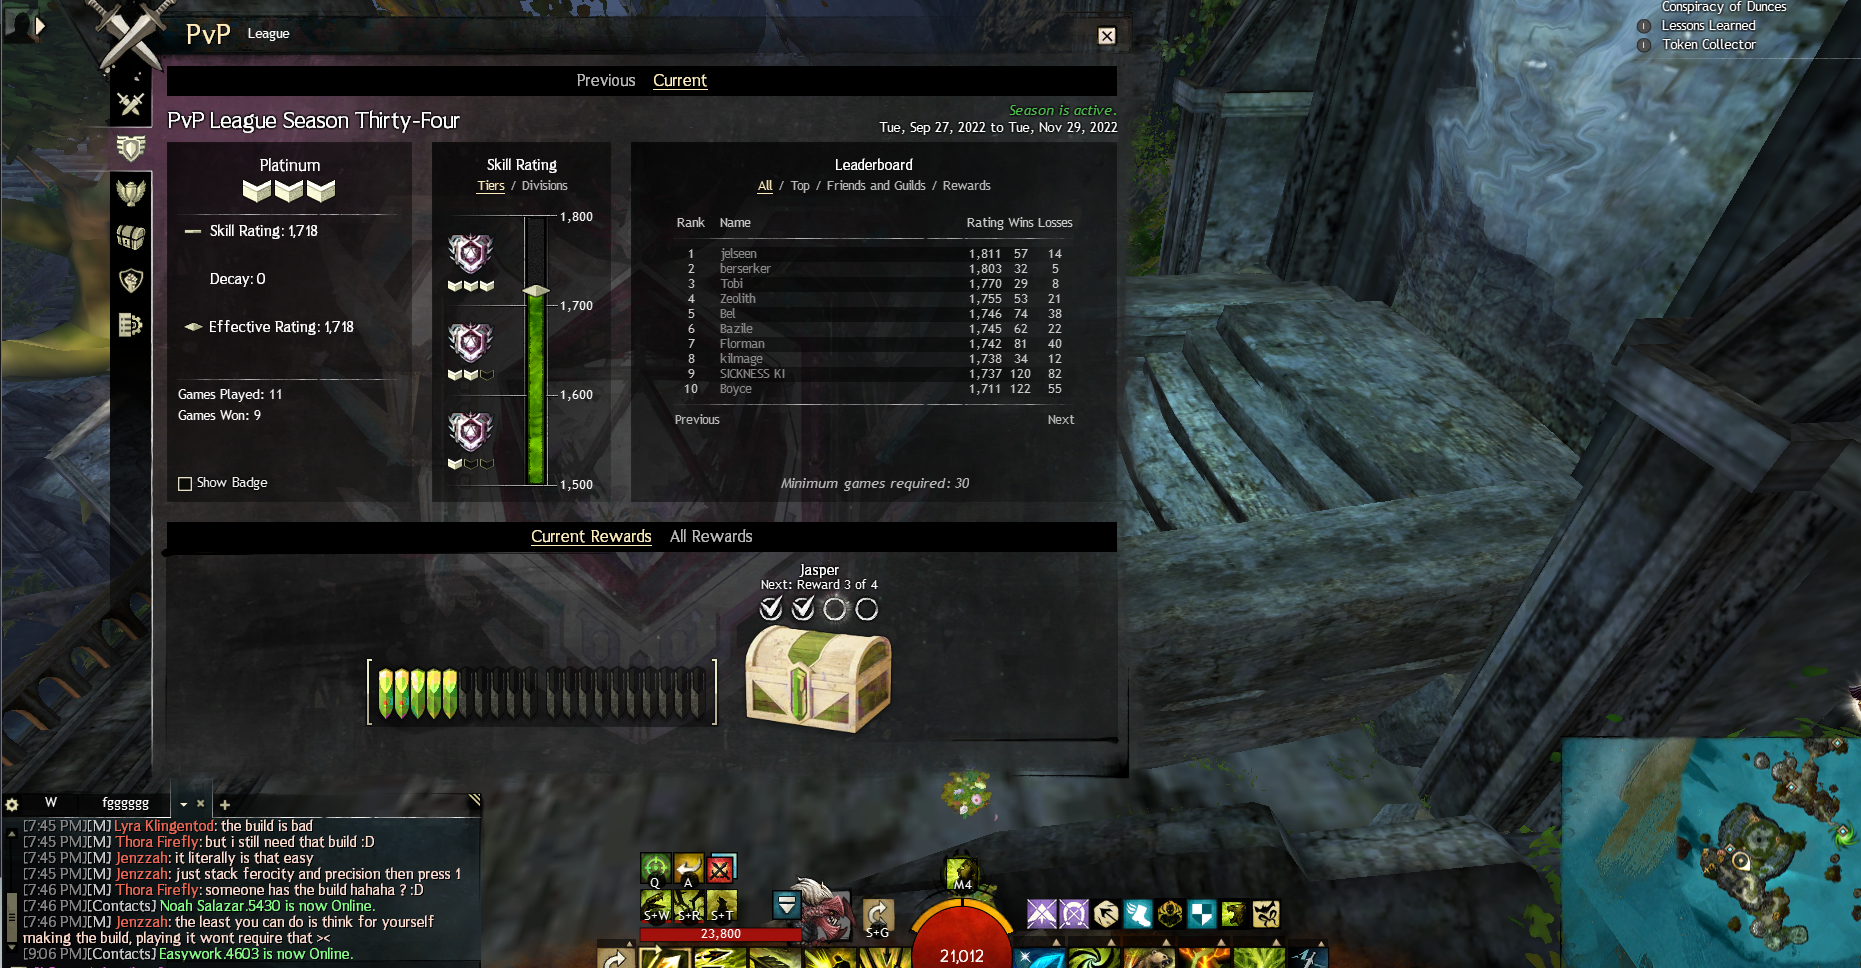 Conspiracy of Dunces
Lessons Learned
Token Collector
PvP League
Previous Current
PvP League Season Thirty-Four
Season is active.
Tue, Sep 27, 2022 to Tue, Nov 29, 2022
Platinum
Skill Rating: 1,718
Decay: 0
Effective Rating: 1,718
Games Played: 11
Games Won: 9
Show Badge
Skill Rating
Tiers / Divisions
1,800
1,700
1,600
1,500
Leaderboard
All / Top / Friends and Guilds / Rewards
Rank Name Rating Wins Losses
1 jelseen 1,811 57 14
2 berserker 1,803 32 5
3 Tobi 1,770 29 8
4 Zeolith 1,755 53 21
5 Bel 1,746 74 38
6 Bazile 1,745 62 22
7 Florman 1,742 81 40
8 kilmage 1,738 34 12
9 SICKNESS KI 1,737 120 82
10 Boyce 1,711 122 55
Previous Next
Minimum games required: 30
Current Rewards All Rewards
Jasper
Next: Reward 3 of 4
W fgggggg
[7:45 PM][M] Lyra Klingentod: the build is bad
[7:45 PM][M] Thora Firefly: but i still need that build :D
[7:45 PM][M] Jenzzah: it literally is that easy
[7:45 PM][M] Jenzzah: just stack ferocity and precision then press 1
[7:46 PM][M] Thora Firefly: someone has the build hahaha ? :D
[7:46 PM][Contacts] Noah Salazar.5430 is now Online.
[7:46 PM][M] Jenzzah: the least you can do is think for yourself
making the build, playing it wont require that ><
[9:06 PM][Contacts] Easywork.4603 is now Online.
Q A
S+W S+R S+T
23,800
S+G
M4
21,012